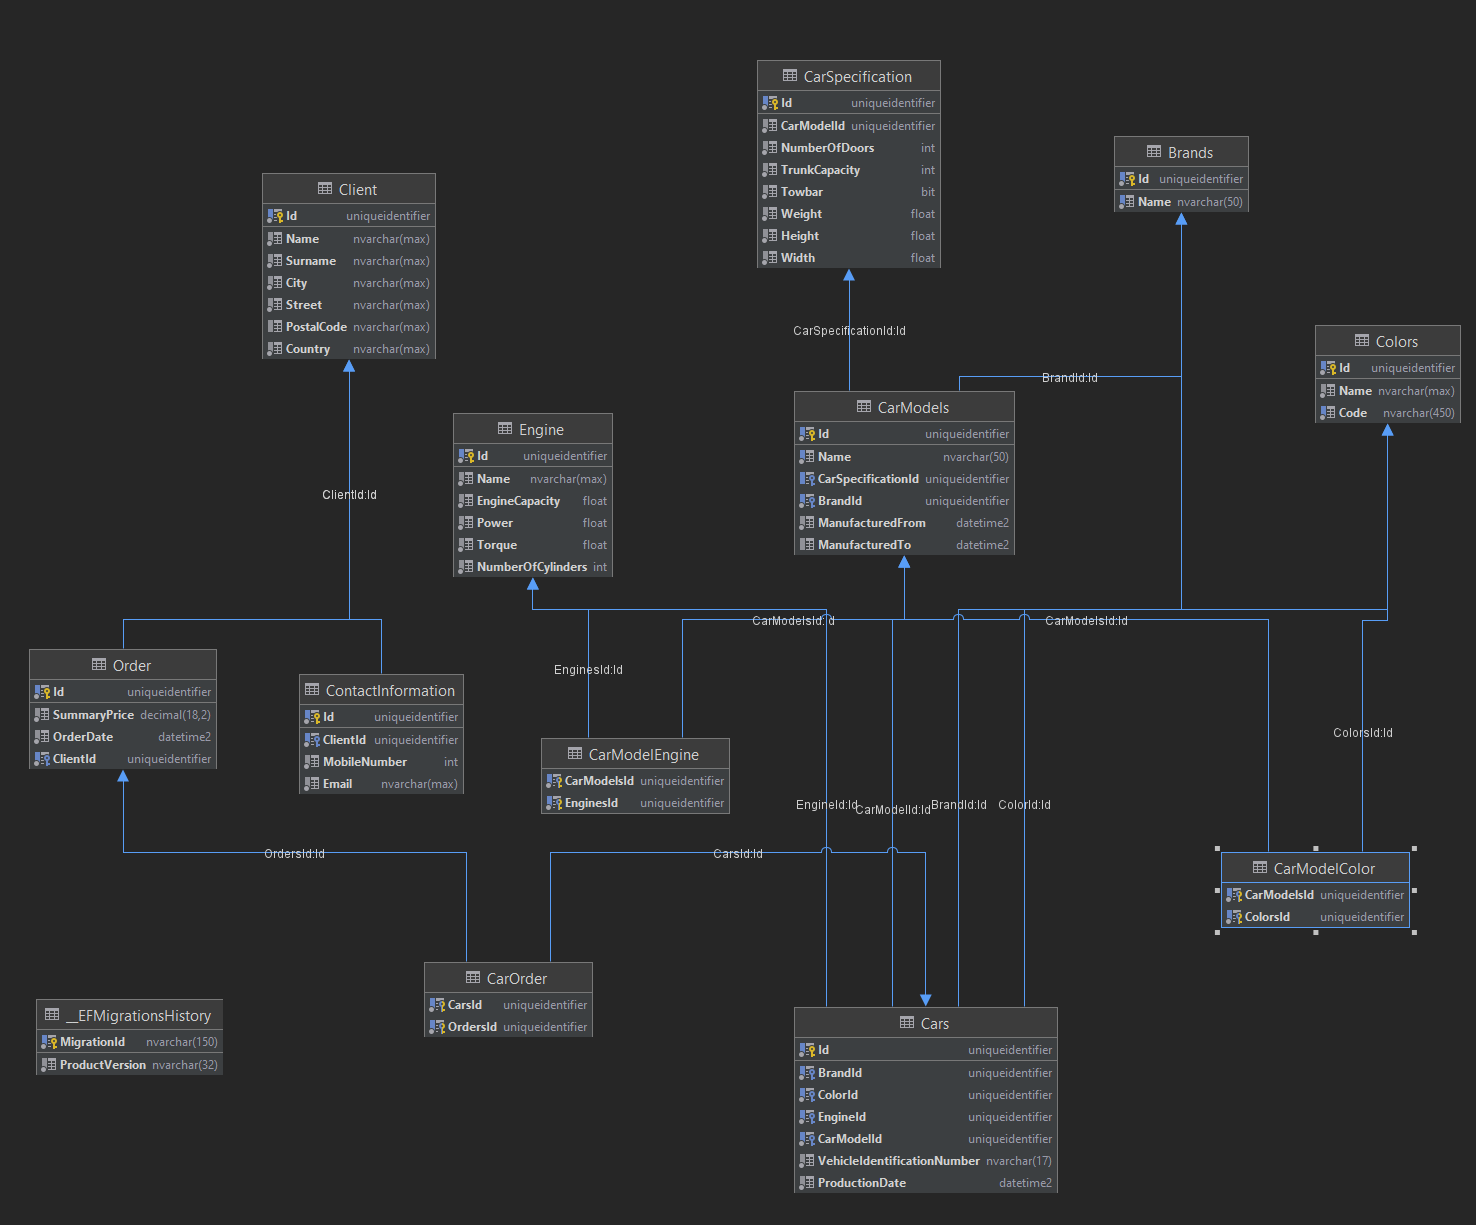 CarSpecification
Id uniqueidentifier
CarModelId uniqueidentifier
NumberOfDoors int
TrunkCapacity int
Towbar bit
Weight float
Height float
Width float
Brands
Id uniqueidentifier
Name nvarchar(50)
Client
Id uniqueidentifier
Name nvarchar(max)
Surname nvarchar(max)
City nvarchar(max)
Street nvarchar(max)
PostalCode nvarchar(max)
Country nvarchar(max)
CarSpecificationId:Id
BrandId:Id
Colors
Id uniqueidentifier
Name nvarchar(max)
Code nvarchar(450)
CarModels
Id uniqueidentifier
Name nvarchar(50)
CarSpecificationId uniqueidentifier
BrandId uniqueidentifier
ManufacturedFrom datetime2
ManufacturedTo datetime2
Engine
Id uniqueidentifier
Name nvarchar(max)
EngineCapacity float
Power float
Torque float
NumberOfCylinders int
ClientId:Id
CarModelsId:Id
CarModelsId:Id
Order
Id uniqueidentifier
SummaryPrice decimal(18,2)
OrderDate datetime2
ClientId uniqueidentifier
ContactInformation
Id uniqueidentifier
ClientId uniqueidentifier
MobileNumber int
Email nvarchar(max)
EnginesId:Id
ColorsId:Id
CarModelEngine
CarModelsId uniqueidentifier
EnginesId uniqueidentifier
EngineId:Id
CarModelId:Id
BrandId:Id
ColorId:Id
OrdersId:Id
CarsId:Id
CarModelColor
CarModelsId uniqueidentifier
ColorsId uniqueidentifier
CarOrder
CarsId uniqueidentifier
OrdersId uniqueidentifier
__EFMigrationsHistory
MigrationId nvarchar(150)
ProductVersion nvarchar(32)
Cars
Id uniqueidentifier
BrandId uniqueidentifier
ColorId uniqueidentifier
EngineId uniqueidentifier
CarModelId uniqueidentifier
VehicleIdentificationNumber nvarchar(17)
ProductionDate datetime2